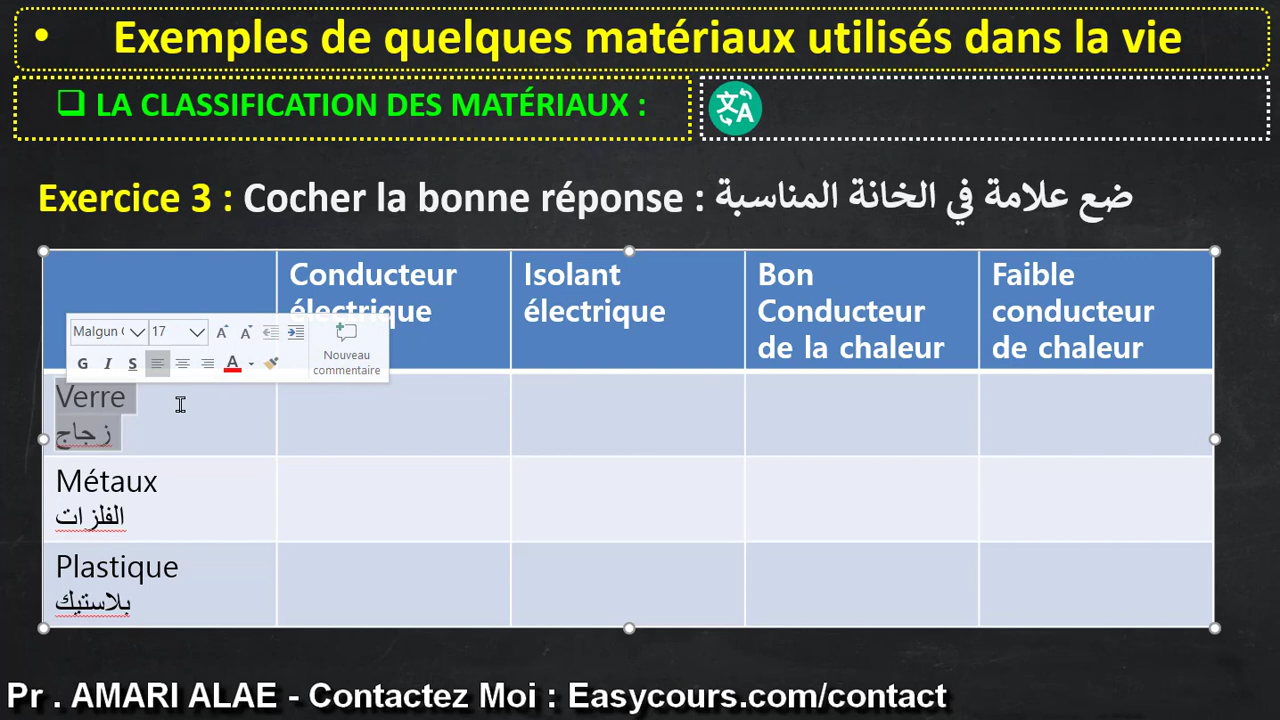 • Exemples de quelques matériaux utilisés dans la vie
❑ LA CLASSIFICATION DES MATÉRIAUX :
文A
Exercice 3 : Cocher la bonne réponse : ضع علامة في الخانة المناسبة
Conducteur
électrique
Isolant
électrique
Bon
Conducteur
de la chaleur
Faible
conducteur
de chaleur
Malgun
17
A A
G I S A
Nouveau
commentaire
Verre
زجاج
Métaux
الفلزات
Plastique
بلاستيك
Pr . AMARI ALAE - Contactez Moi : Easycours.com/contact